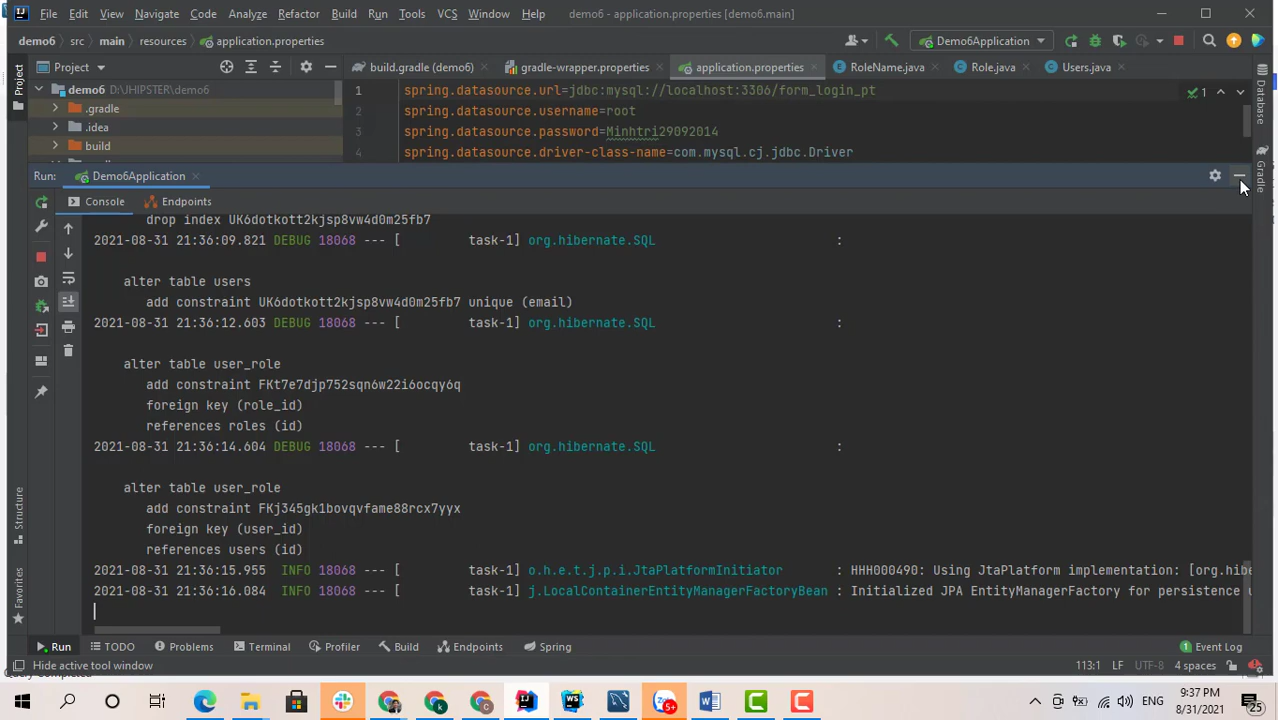 File Edit View Navigate Code Analyze Refactor Build Run Tools VCS Window Help demo6 - application.properties
demo6 src main resources application.properties Demo6Application
Project build.gradle (demo6) gradle-wrapper.properties application.properties RoleName.java Role.java Users.java
demo6 D:\JHIPSTER\demo6
.gradle
.idea
build
1 spring.datasource.url=jdbc:mysql://localhost:3306/form_login_pt 1
2 spring.datasource.username=root
3 spring.datasource.password=Minhtri29092014
4 spring.datasource.driver-class-name=com.mysql.cj.jdbc.Driver
Project
Structure
Favorites
Database
Gradle
Run: Demo6Application
Console Endpoints
drop index UK6dotkott2kjsp8vw4d0m25fb7
2021-08-31 21:36:09.821 DEBUG 18068 --- [ task-1] org.hibernate.SQL :
alter table users
add constraint UK6dotkott2kjsp8vw4d0m25fb7 unique (email)
2021-08-31 21:36:12.603 DEBUG 18068 --- [ task-1] org.hibernate.SQL :
alter table user_role
add constraint FKt7e7djp752sqn6w22i6ocqy6q
foreign key (role_id)
references roles (id)
2021-08-31 21:36:14.604 DEBUG 18068 --- [ task-1] org.hibernate.SQL :
alter table user_role
add constraint FKj345gk1bovqvfame88rcx7yyx
foreign key (user_id)
references users (id)
2021-08-31 21:36:15.955 INFO 18068 --- [ task-1] o.h.e.t.j.p.i.JtaPlatformInitiator : HHH000490: Using JtaPlatform implementation: [org.hibe
2021-08-31 21:36:16.084 INFO 18068 --- [ task-1] j.LocalContainerEntityManagerFactoryBean : Initialized JPA EntityManagerFactory for persistence u
Run TODO Problems Terminal Profiler Build Endpoints Spring 1 Event Log
Hide active tool window 113:1 LF UTF-8 4 spaces
5+ ENG 9:37 PM
8/31/2021 25